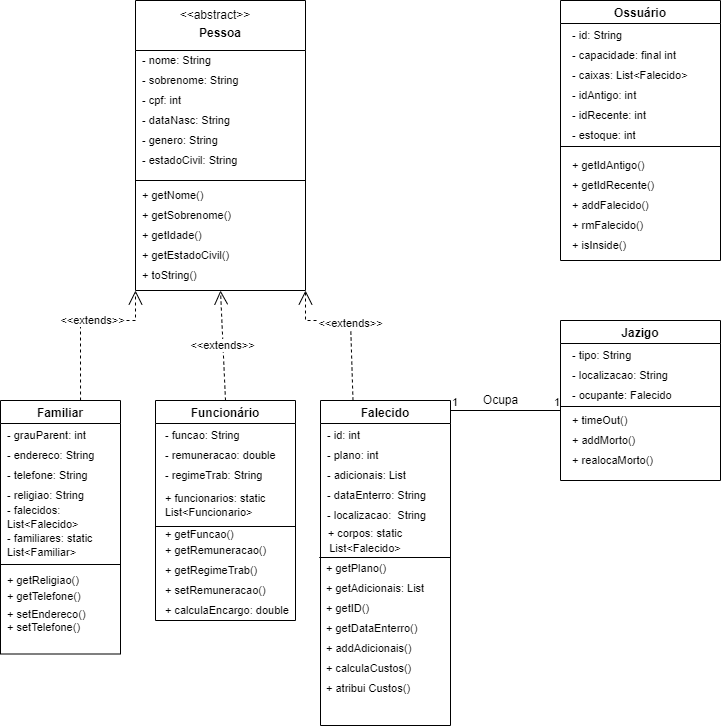 <<abstract>>
Pessoa
- nome: String
- sobrenome: String
- cpf: int
- dataNasc: String
- genero: String
- estadoCivil: String
+ getNome()
+ getSobrenome()
+ getIdade()
+ getEstadoCivil()
+ toString()
Ossuário
- id: String
- capacidade: final int
- caixas: List<Falecido>
- idAntigo: int
- idRecente: int
- estoque: int
+ getIdAntigo()
+ getIdRecente()
+ addFalecido()
+ rmFalecido()
+ isInside()
<<extends>>
<<extends>>
<<extends>>
Familiar
- grauParent: int
- endereco: String
- telefone: String
- religiao: String
- falecidos:
List<Falecido>
- familiares: static
List<Familiar>
+ getReligiao()
+ getTelefone()
+ setEndereco()
+ setTelefone()
Funcionário
- funcao: String
- remuneracao: double
- regimeTrab: String
+ funcionarios: static
List<Funcionario>
+ getFuncao()
+ getRemuneracao()
+ getRegimeTrab()
+ setRemuneracao()
+ calculaEncargo: double
Falecido
- id: int
- plano: int
- adicionais: List
- dataEnterro: String
- localizacao:  String
+ corpos: static
List<Falecido>
+ getPlano()
+ getAdicionais: List
+ getID()
+ getDataEnterro()
+ addAdicionais()
+ calculaCustos()
+ atribui Custos()
1
Ocupa
1
Jazigo
- tipo: String
- localizacao: String
- ocupante: Falecido
+ timeOut()
+ addMorto()
+ realocaMorto()